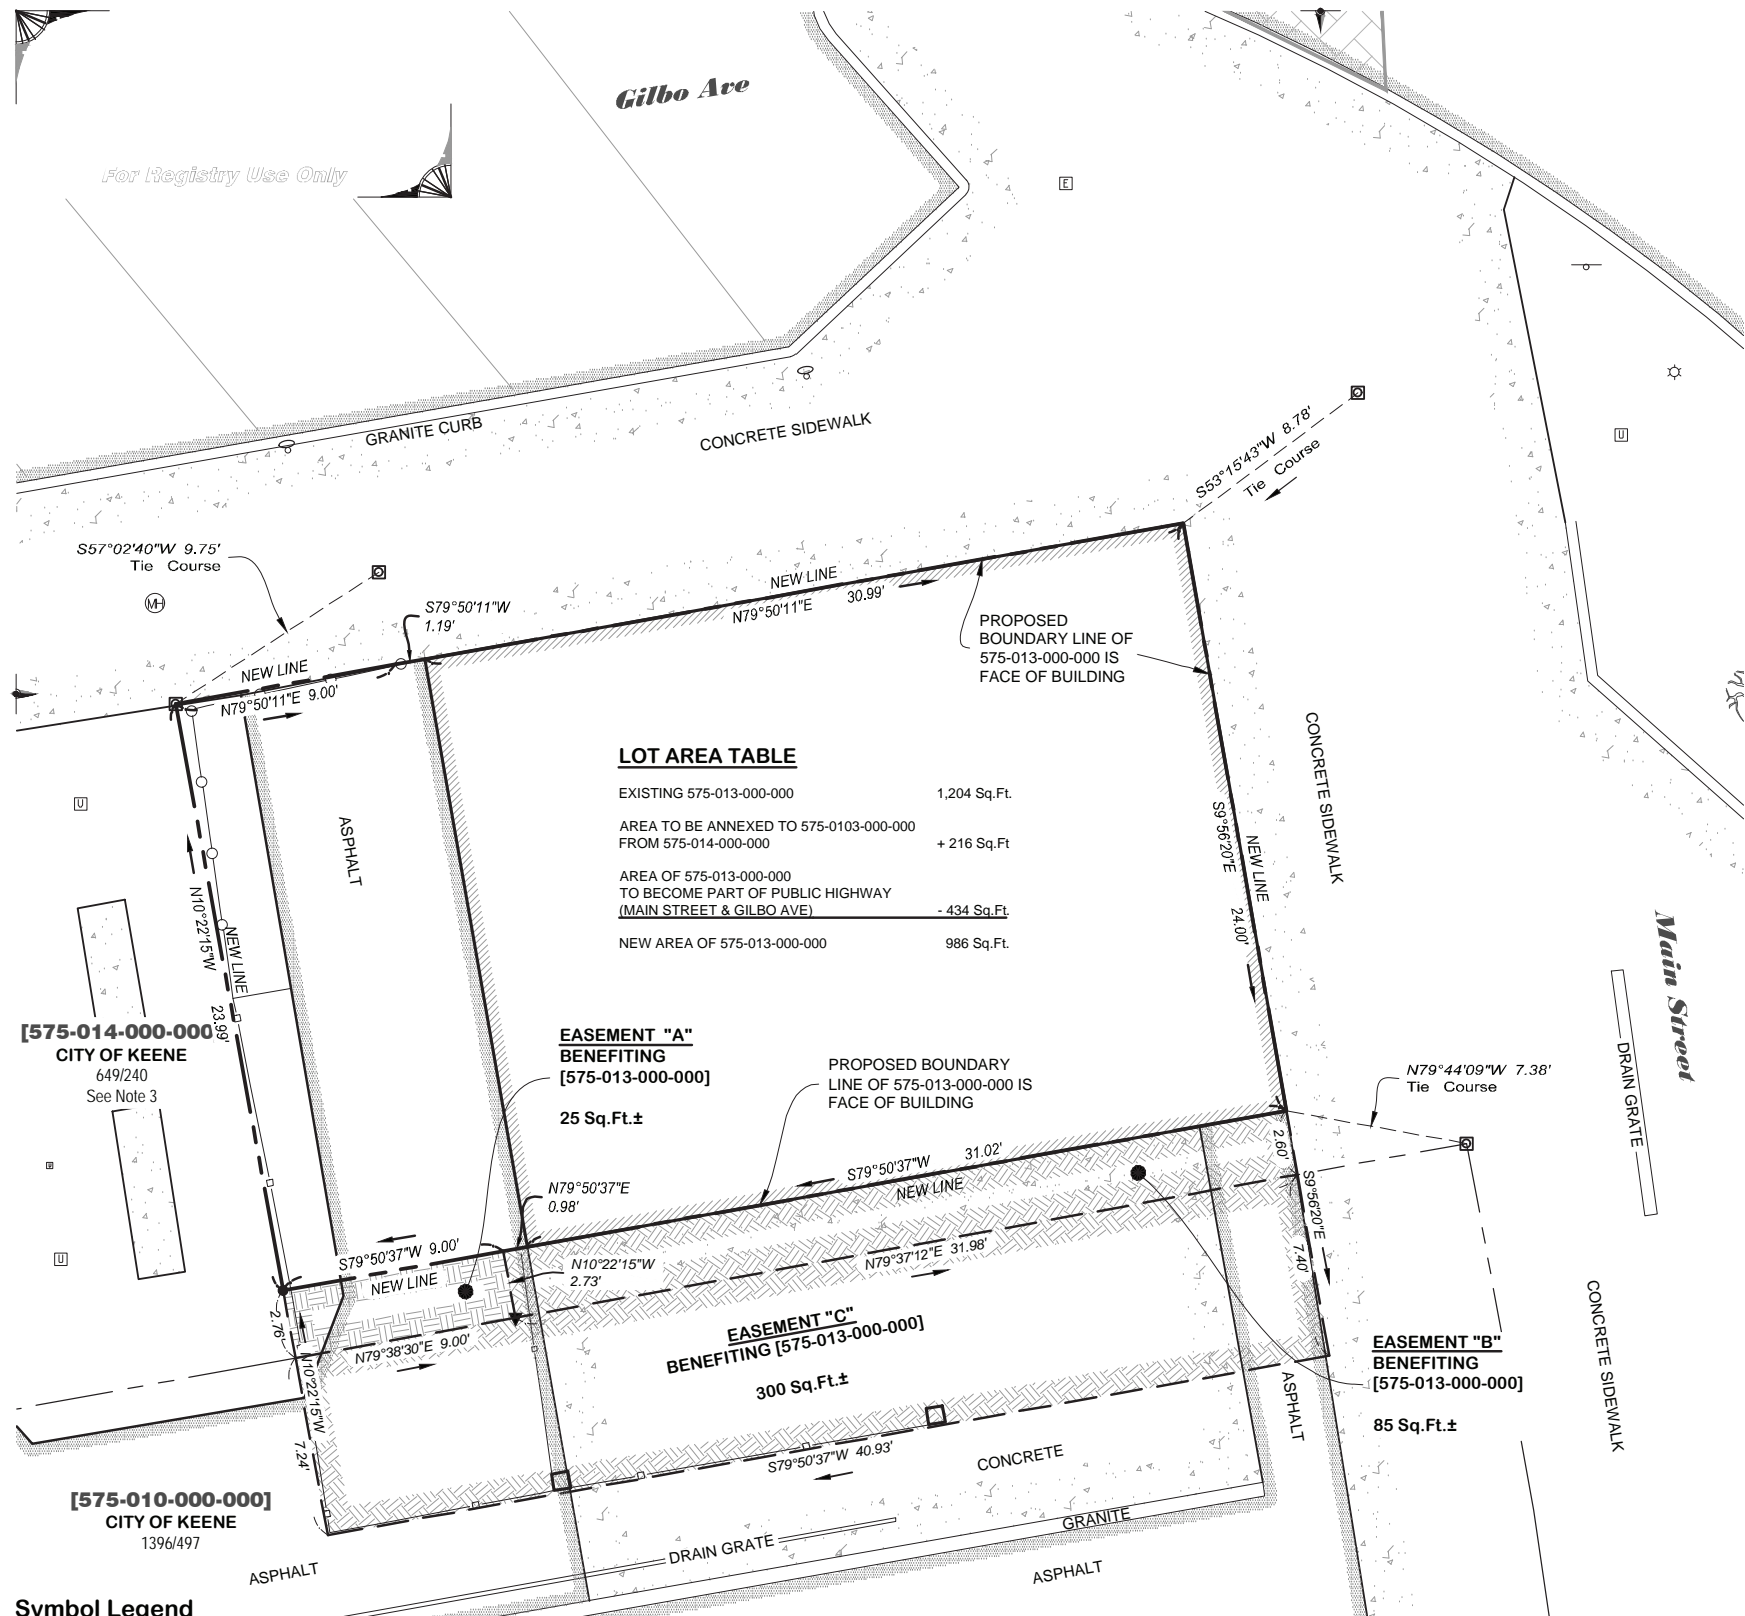 Gilbo Ave
For Registry Use Only
E
GRANITE CURB
CONCRETE SIDEWALK
S53°15'43"W 8.78'
Tie Course
U
S57°02'40"W 9.75'
Tie Course
MH
S79°50'11"W
1.19'
NEW LINE
N79°50'11"E 30.99'
PROPOSED
BOUNDARY LINE OF
575-013-000-000 IS
FACE OF BUILDING
NEW LINE
N79°50'11"E 9.00'
CONCRETE SIDEWALK
LOT AREA TABLE
EXISTING 575-013-000-000 1,204 Sq.Ft.
AREA TO BE ANNEXED TO 575-0103-000-000
FROM 575-014-000-000 + 216 Sq.Ft
AREA OF 575-013-000-000
TO BECOME PART OF PUBLIC HIGHWAY
(MAIN STREET & GILBO AVE) - 434 Sq.Ft.
NEW AREA OF 575-013-000-000 986 Sq.Ft.
U
ASPHALT
S9°56'20"E 24.00'
NEW LINE
N10°22'15"W 23.99'
NEW LINE
Main Street
[575-014-000-000
CITY OF KEENE
649/240
See Note 3
EASEMENT "A"
BENEFITING
[575-013-000-000]
25 Sq.Ft.±
PROPOSED BOUNDARY
LINE OF 575-013-000-000 IS
FACE OF BUILDING
DRAIN GRATE
N79°44'09"W 7.38'
Tie Course
2.60'
S79°50'37"W 31.02'
NEW LINE
N79°50'37"E
0.98'
S9°56'20"E 7.40'
U
S79°50'37"W 9.00'
NEW LINE
N10°22'15"W
2.73'
N79°37'12"E 31.98'
2.76'
N79°38'30"E 9.00'
N10°22'15"W 7.24'
EASEMENT "C"
BENEFITING [575-013-000-000]
300 Sq.Ft.±
EASEMENT "B"
BENEFITING
[575-013-000-000]
85 Sq.Ft.±
CONCRETE SIDEWALK
ASPHALT
S79°50'37"W 40.93'
CONCRETE
[575-010-000-000]
CITY OF KEENE
1396/497
GRANITE
DRAIN GRATE
ASPHALT
ASPHALT
Symbol Legend